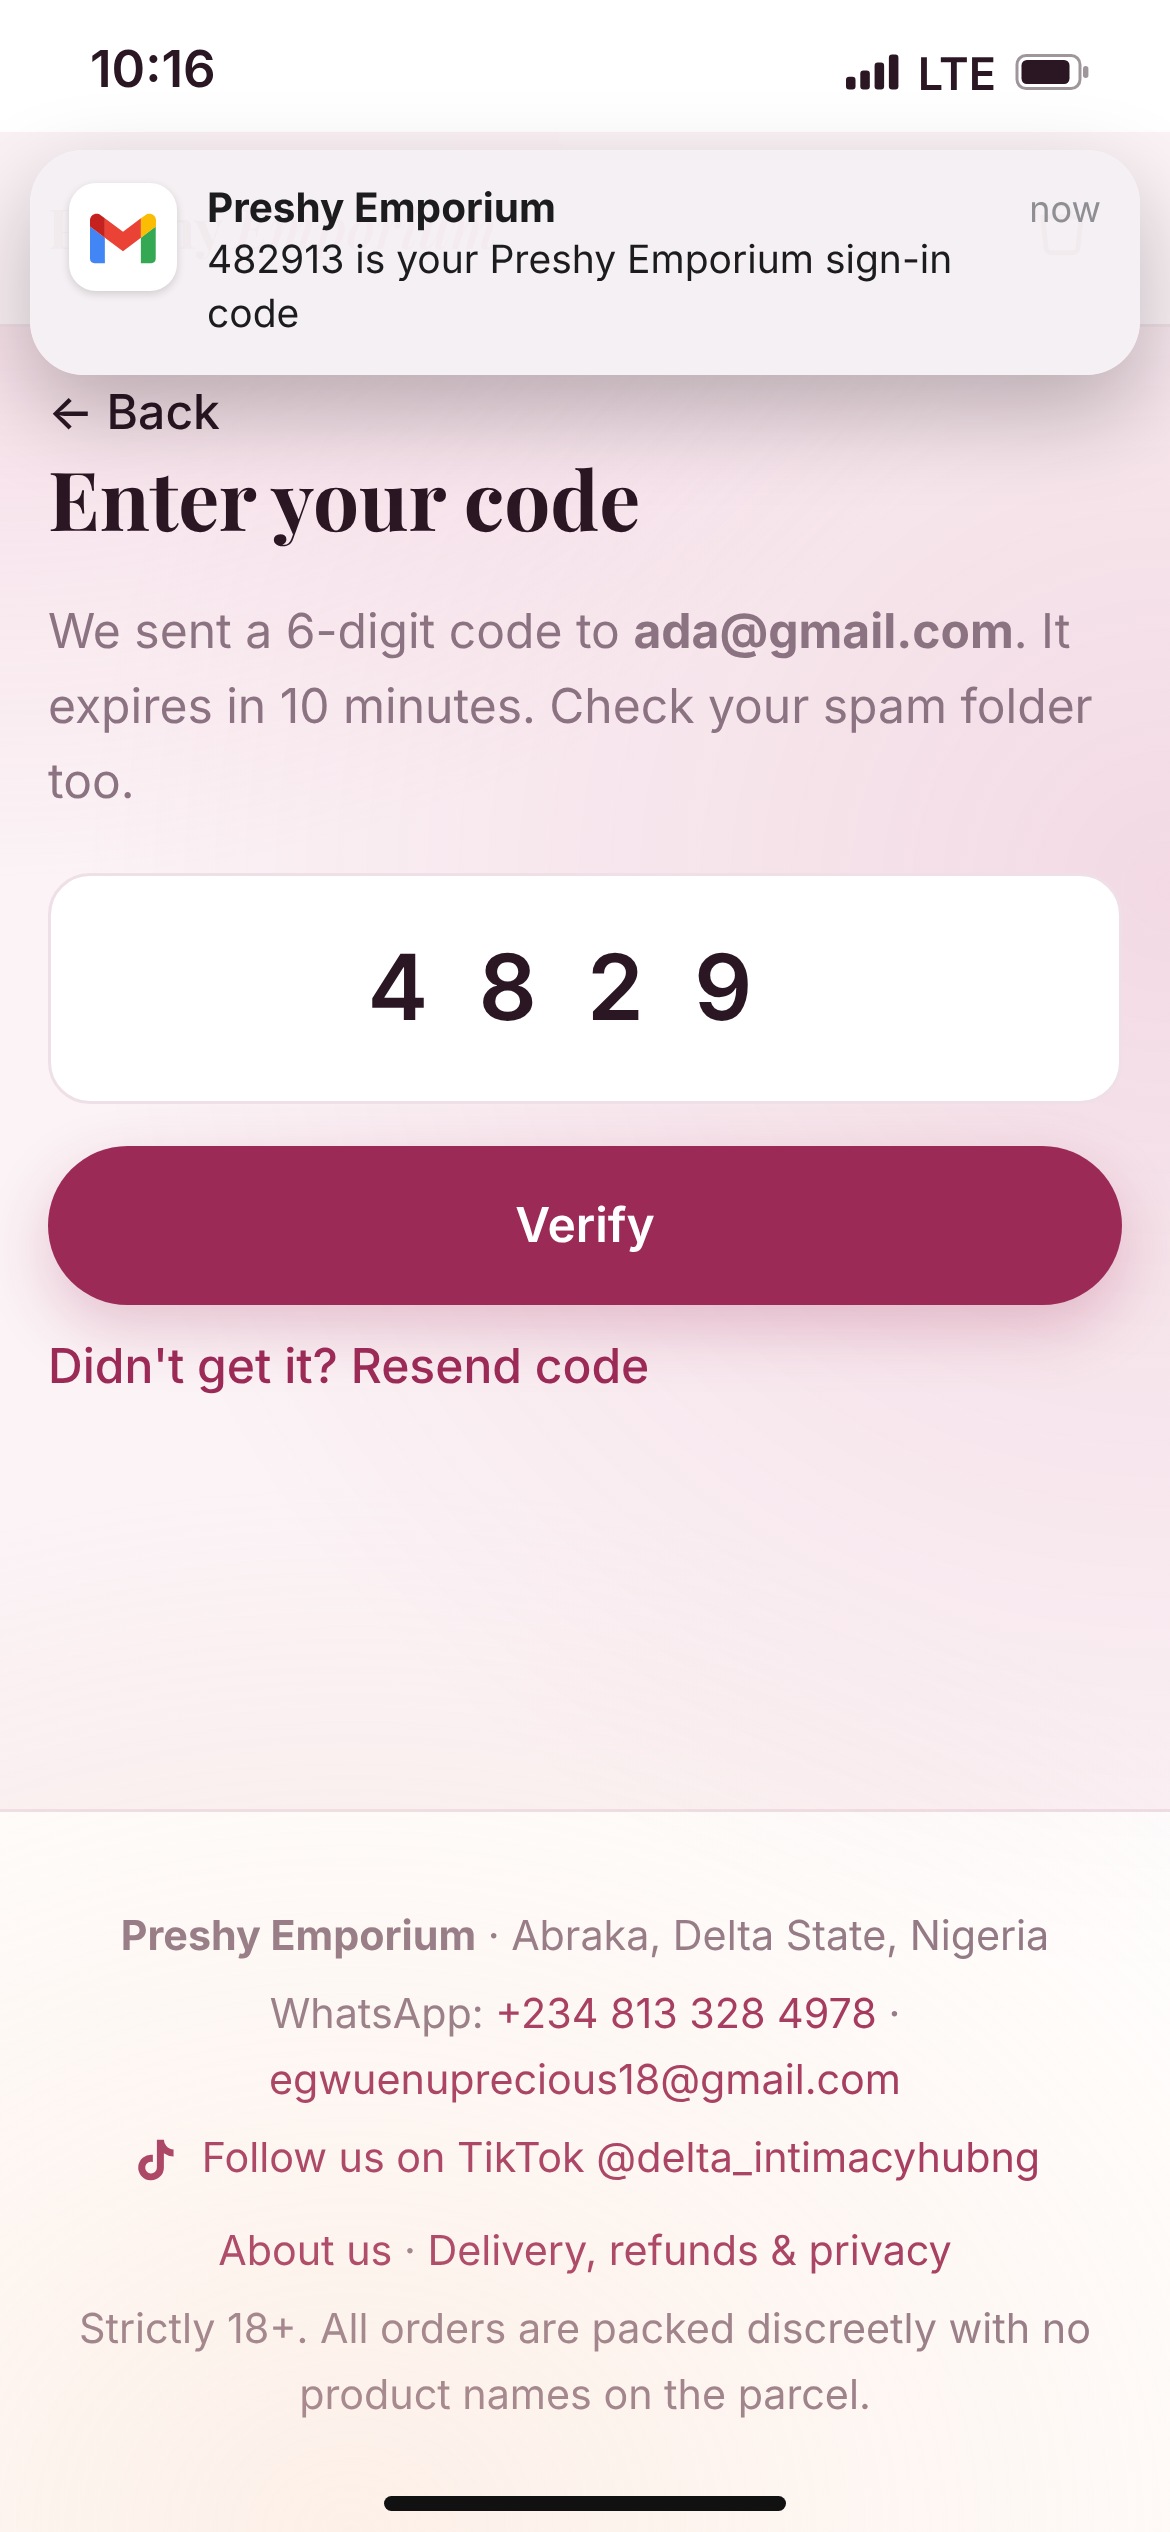 10:16
LTE
Preshy Emporium
now
482913 is your Preshy Emporium sign-in
code
← Back
Enter your code
We sent a 6-digit code to ada@gmail.com. It
expires in 10 minutes. Check your spam folder
too.
4 8 2 9
Verify
Didn't get it? Resend code
Preshy Emporium · Abraka, Delta State, Nigeria
WhatsApp: +234 813 328 4978 ·
egwuenuprecious18@gmail.com
Follow us on TikTok @delta_intimacyhubng
About us · Delivery, refunds & privacy
Strictly 18+. All orders are packed discreetly with no
product names on the parcel.